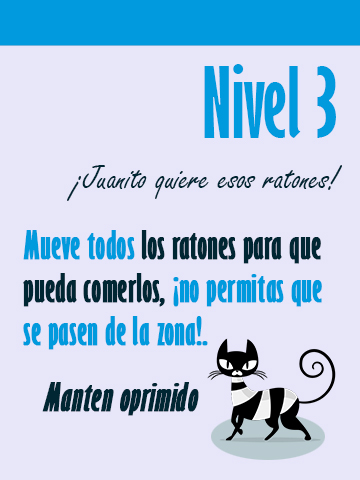 Nivel 3
¡Juanito quiere esos ratones!
Mueve todos los ratones para que
pueda comerlos, ¡no permitas que
se pasen de la zona!.
Manten oprimido